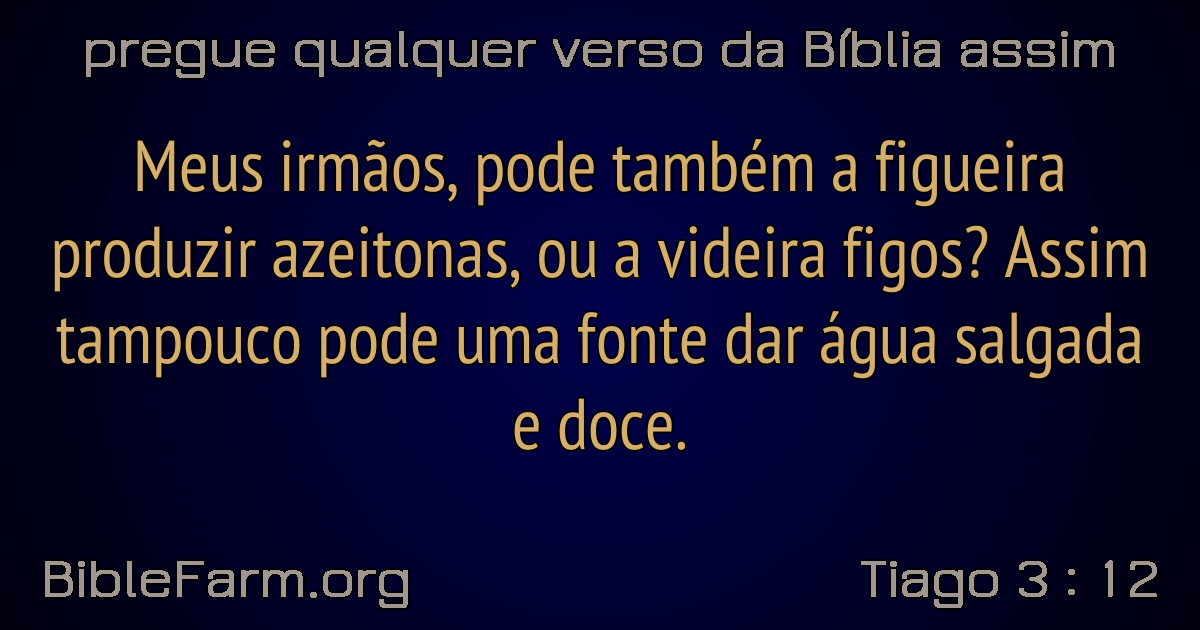 pregue qualquer verso da Bíblia assim
Meus irmãos, pode também a figueira
produzir azeitonas, ou a videira figos? Assim
tampouco pode uma fonte dar água salgada
e doce.
BibleFarm.org
Tiago 3 : 12